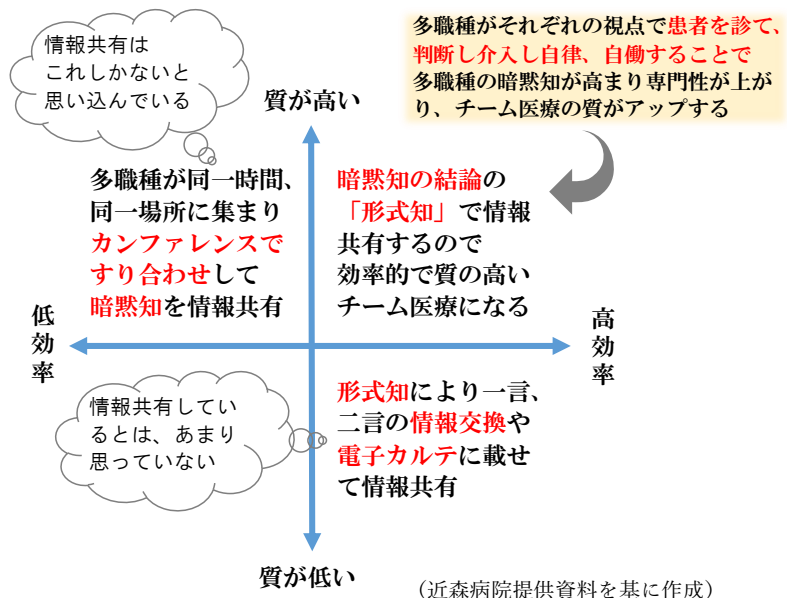 情報共有は
これしかないと
思い込んでいる
多職種がそれぞれの視点で患者を診て、
判断し介入し自律、自働することで
多職種の暗黙知が高まり専門性が上が
り、チーム医療の質がアップする
質が高い
多職種が同一時間、
同一場所に集まり
カンファレンスで
すり合わせして
暗黙知を情報共有
暗黙知の結論の
「形式知」で情報
共有するので
効率的で質の高い
チーム医療になる
低効率
高効率
情報共有してい
るとは、あまり
思っていない
形式知により一言、
二言の情報交換や
電子カルテに載せ
て情報共有
質が低い
（近森病院提供資料を基に作成）